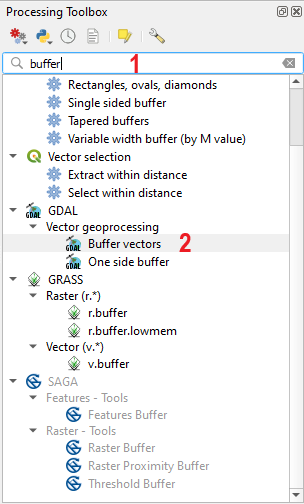 Processing Toolbox
buffer
1
Rectangles, ovals, diamonds
Single sided buffer
Tapered buffers
Variable width buffer (by M value)
Vector selection
Extract within distance
Select within distance
GDAL
Vector geoprocessing
GDAL Buffer vectors 2
GDAL One side buffer
GRASS
Raster (r.*)
r.buffer
r.buffer.lowmem
Vector (v.*)
v.buffer
SAGA
Features - Tools
Features Buffer
Raster - Tools
Raster Buffer
Raster Proximity Buffer
Threshold Buffer